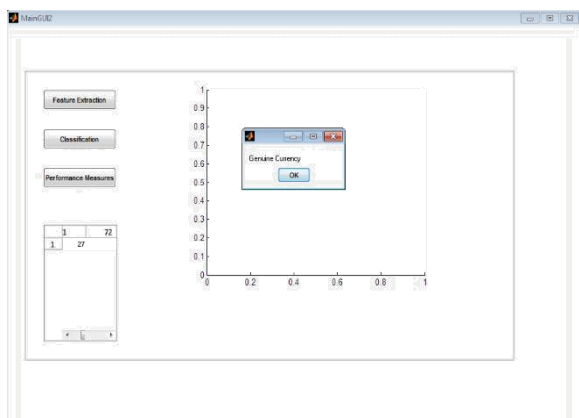 MainGUI2
Feature Extraction
Classification
Performance Measures
1 72
1 27
1
0.9
0.8
0.7
0.6
0.5
0.4
0.3
0.2
0.1
0
0 0.2 0.4 0.6 0.8 1
Genuine Currency
OK